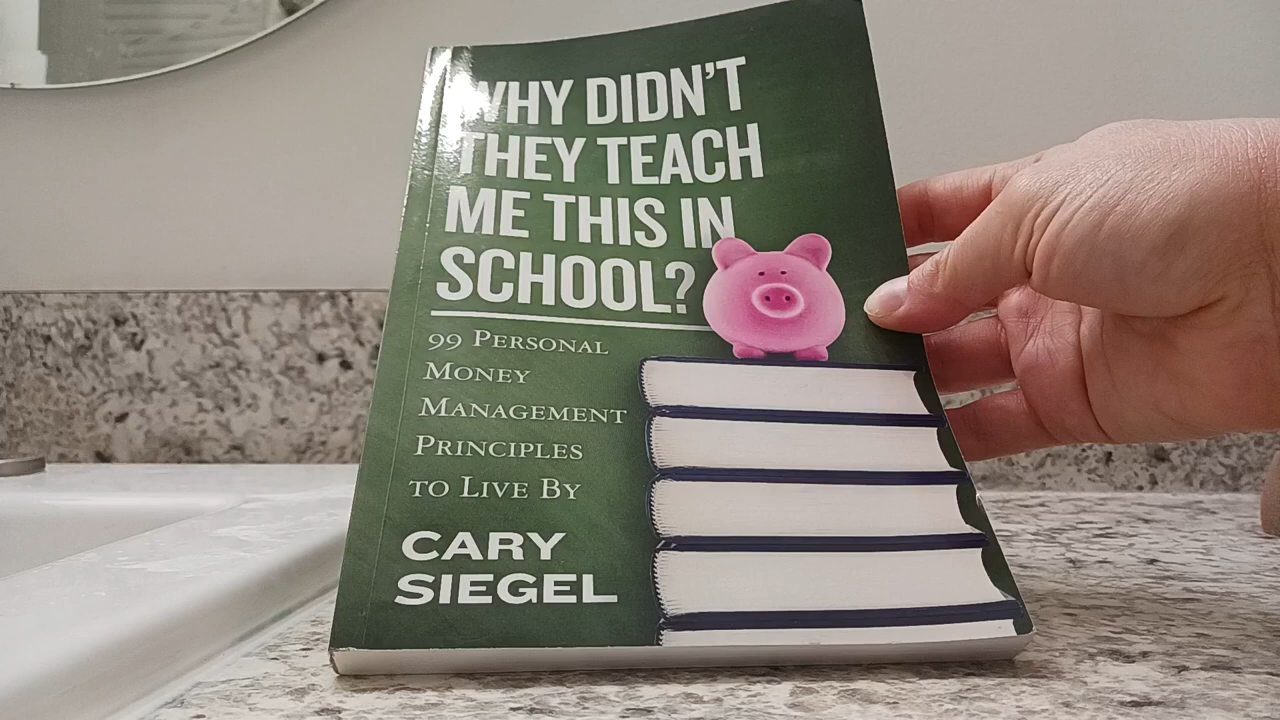 WHY DIDN'T
THEY TEACH
ME THIS IN
SCHOOL?
99 PERSONAL
MONEY
MANAGEMENT
PRINCIPLES
TO LIVE BY
CARY
SIEGEL